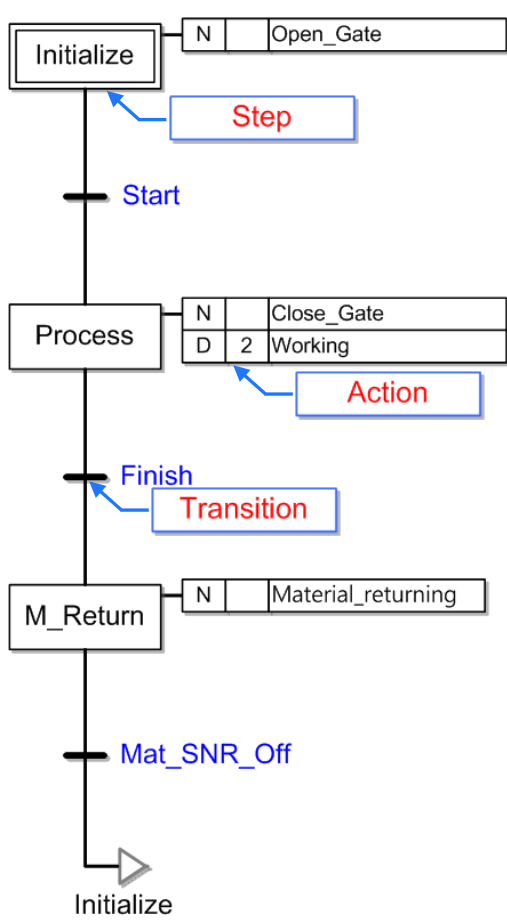 Initialize
N Open_Gate
Step
Start
Process
N Close_Gate
D 2 Working
Action
Finish
Transition
M_Return
N Material_returning
Mat_SNR_Off
Initialize